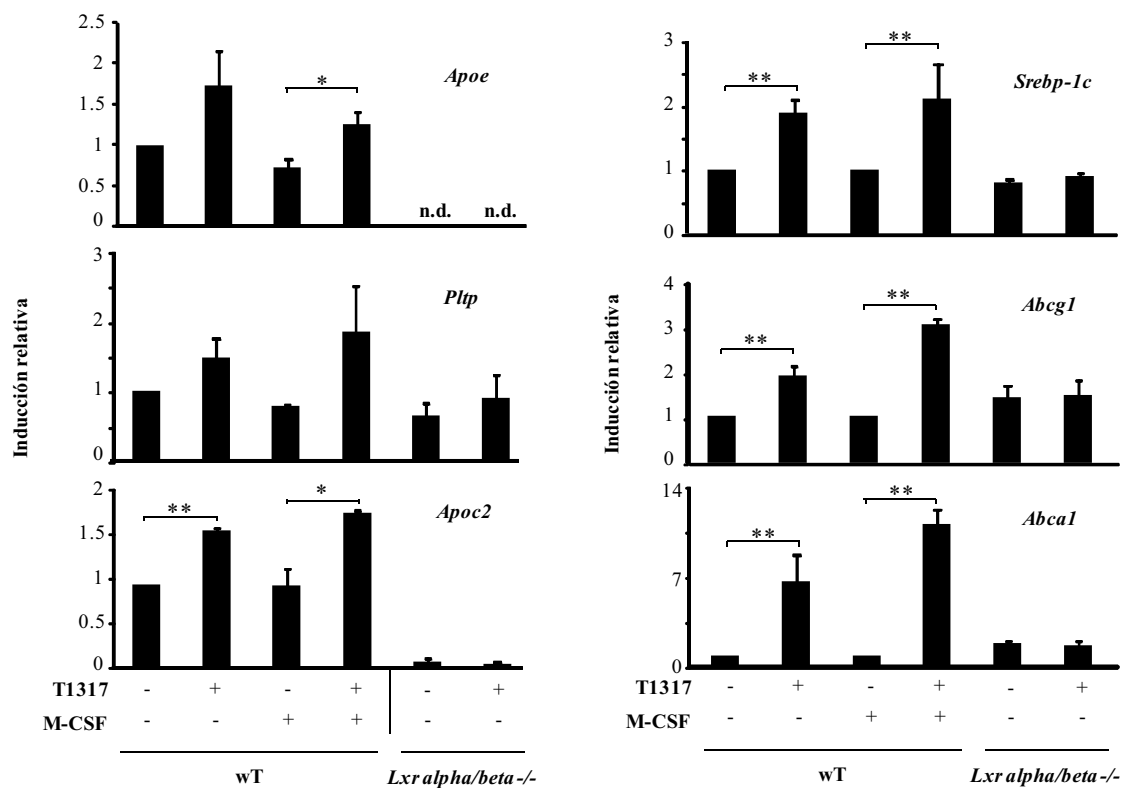 2.5
2
1.5
1
0.5
0
Apoe
*
n.d. n.d.
3
2
1
0
Pltp
Inducción relativa
2
1.5
1
0.5
0
Apoc2
**
*
T1317 - + - + - +
M-CSF - - + + - -
wT Lxr alpha/beta -/-
3
2
1
0
Srebp-1c
**
**
4
3
2
1
0
Abcg1
**
**
Inducción relativa
14
7
0
Abca1
**
**
T1317 - + - + - +
M-CSF - - + + - -
wT Lxr alpha/beta -/-